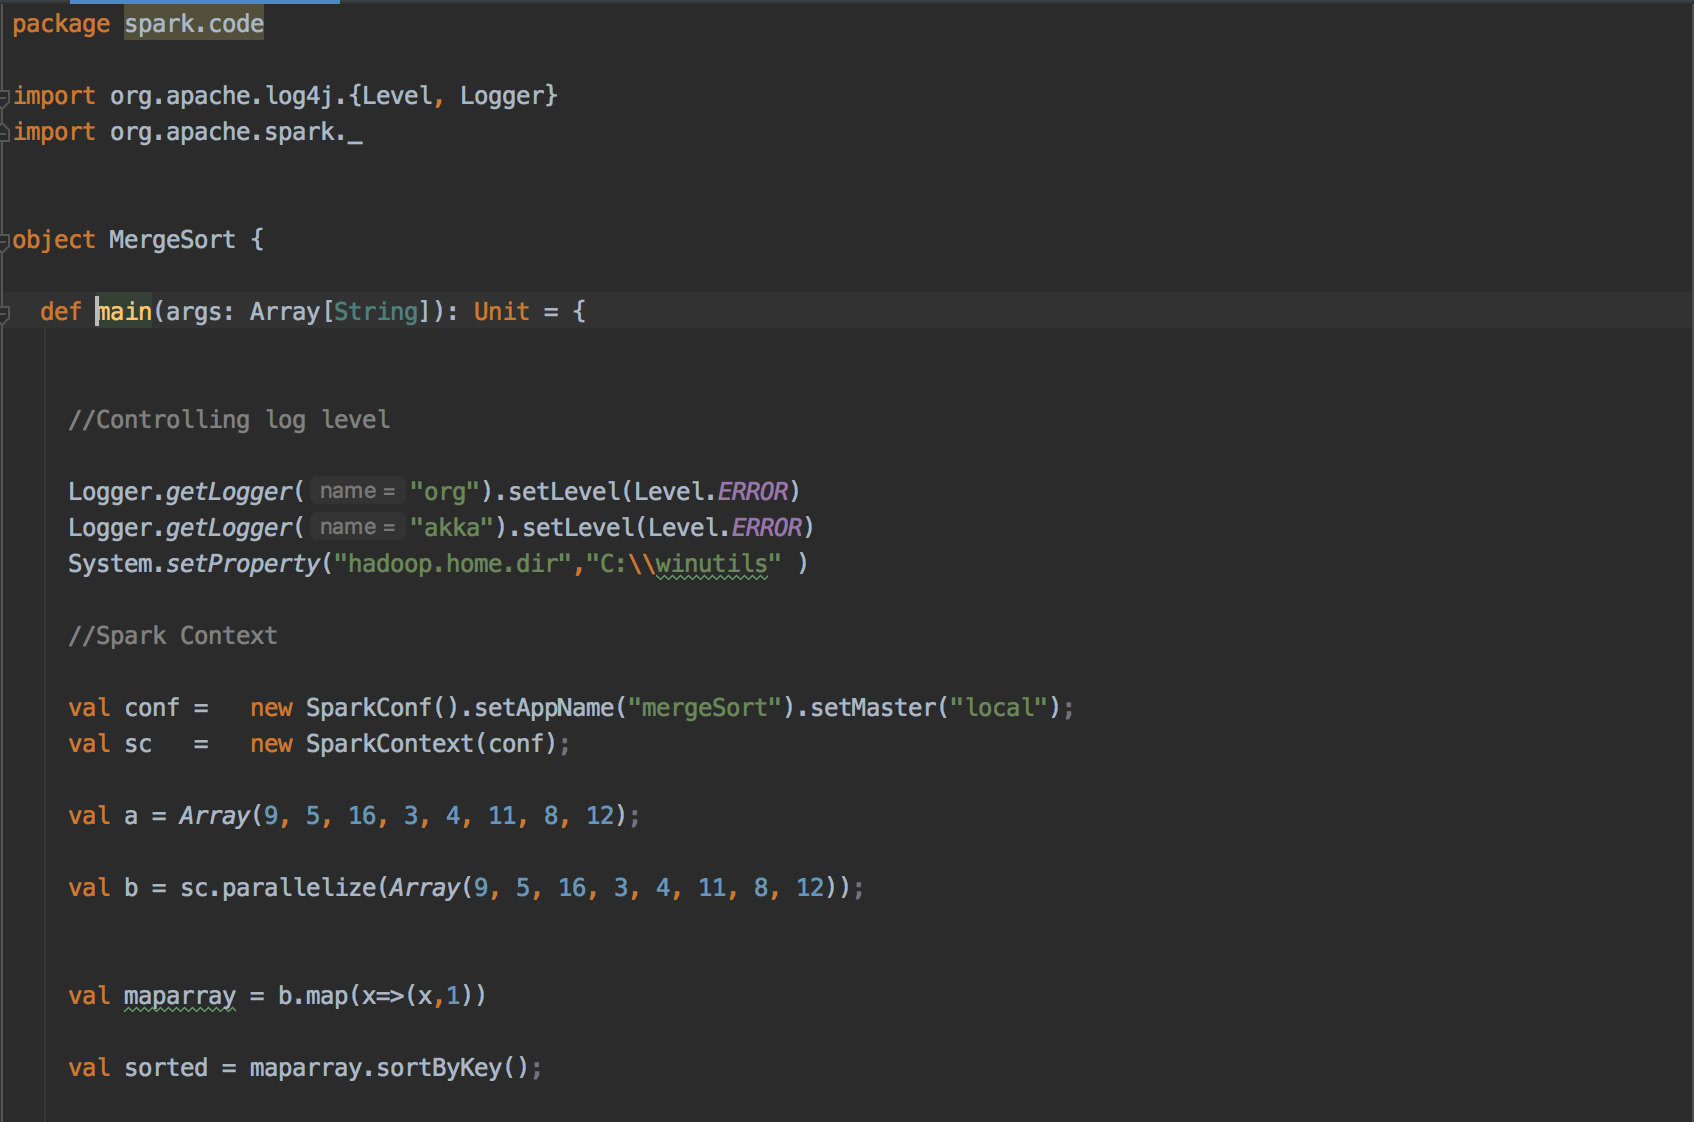 package spark.code
import org.apache.log4j.{Level, Logger}
import org.apache.spark._
object MergeSort {
def main(args: Array[String]): Unit = {
//Controlling log level
Logger.getLogger( name = "org").setLevel(Level.ERROR)
Logger.getLogger( name = "akka").setLevel(Level.ERROR)
System.setProperty("hadoop.home.dir","C:\\winutils" )
//Spark Context
val conf =   new SparkConf().setAppName("mergeSort").setMaster("local");
val sc   =   new SparkContext(conf);
val a = Array(9, 5, 16, 3, 4, 11, 8, 12);
val b = sc.parallelize(Array(9, 5, 16, 3, 4, 11, 8, 12));
val maparray = b.map(x=>(x,1))
val sorted = maparray.sortByKey();